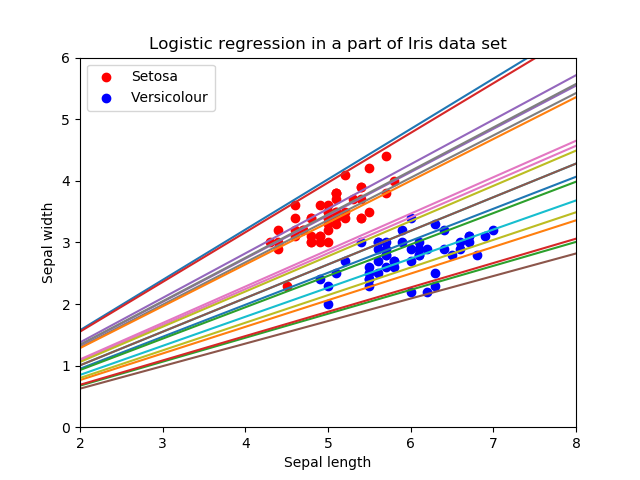 Logistic regression in a part of Iris data set
Setosa
Versicolour
6
5
4
3
2
1
0
Sepal width
2 3 4 5 6 7 8
Sepal length